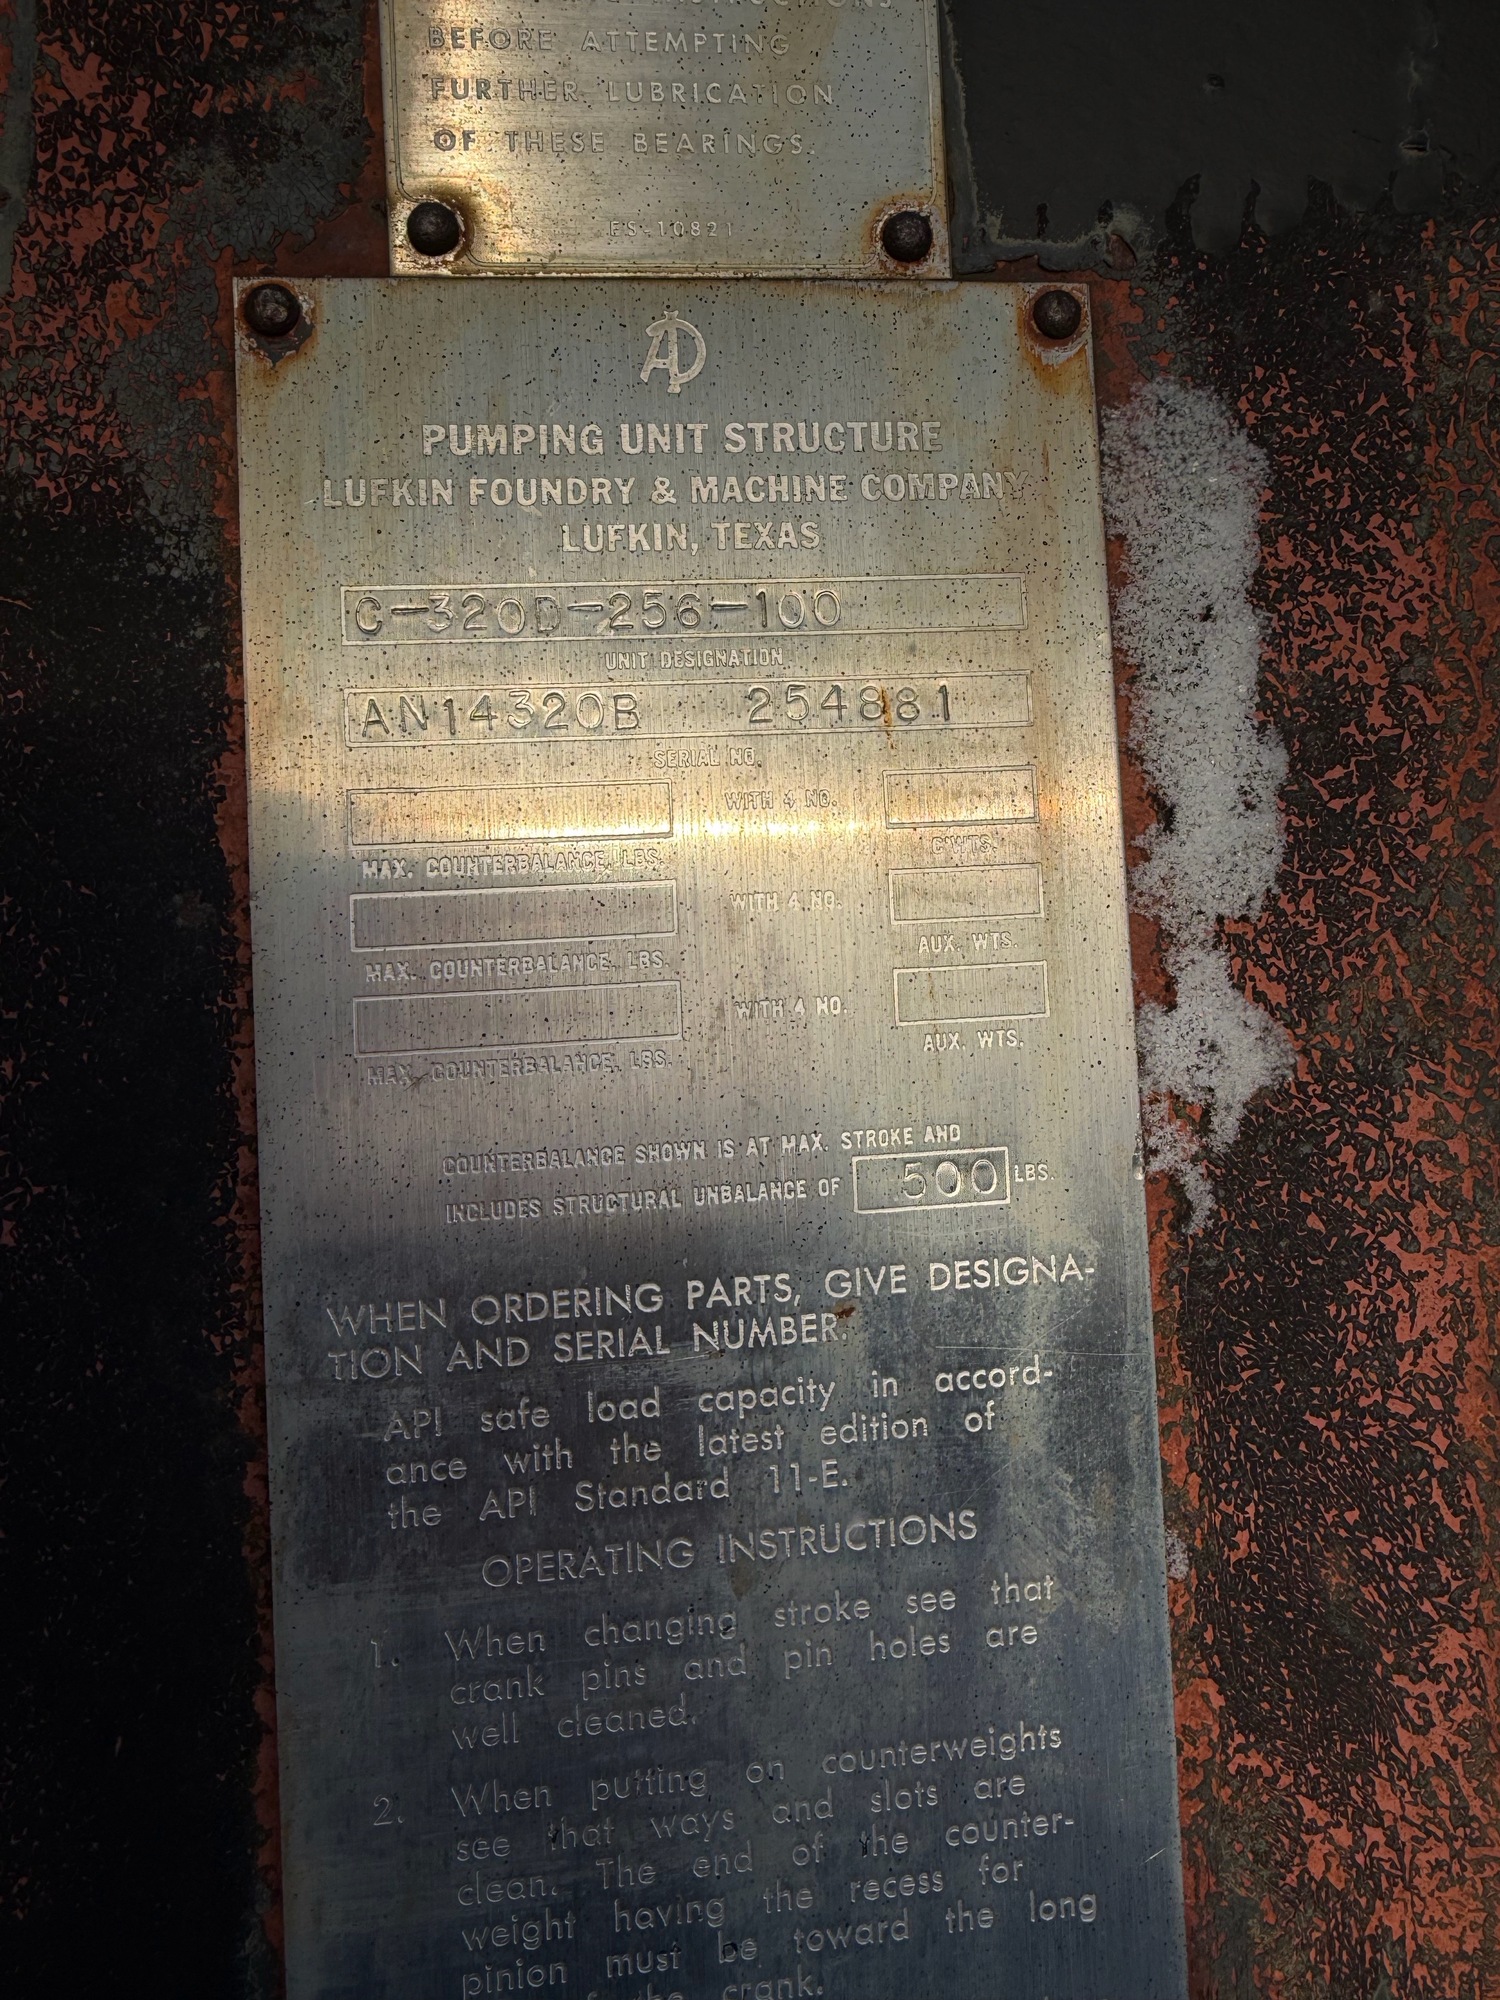 INSTRUCTIONS
BEFORE ATTEMPTING
FURTHER LUBRICATION
OF THESE BEARINGS.
ES-10821
PUMPING UNIT STRUCTURE
LUFKIN FOUNDRY & MACHINE COMPANY
LUFKIN, TEXAS
C-320D-256-100
UNIT DESIGNATION
AN14320B 254881
SERIAL NO.
WITH 4 NO.
MAX. COUNTERBALANCE, LBS. C'WTS.
WITH 4 NO.
MAX. COUNTERBALANCE, LBS. AUX. WTS.
WITH 4 NO.
MAX. COUNTERBALANCE, LBS. AUX. WTS.
COUNTERBALANCE SHOWN IS AT MAX. STROKE AND
INCLUDES STRUCTURAL UNBALANCE OF 500 LBS.
WHEN ORDERING PARTS, GIVE DESIGNA-
TION AND SERIAL NUMBER.
API safe load capacity in accord-
ance with the latest edition of
the API Standard 11-E.
OPERATING INSTRUCTIONS
1. When changing stroke see that
crank pins and pin holes are
well cleaned.
2. When putting on counterweights
see that ways and slots are
clean. The end of the counter-
weight having the recess for
pinion must be toward the long
the crank.